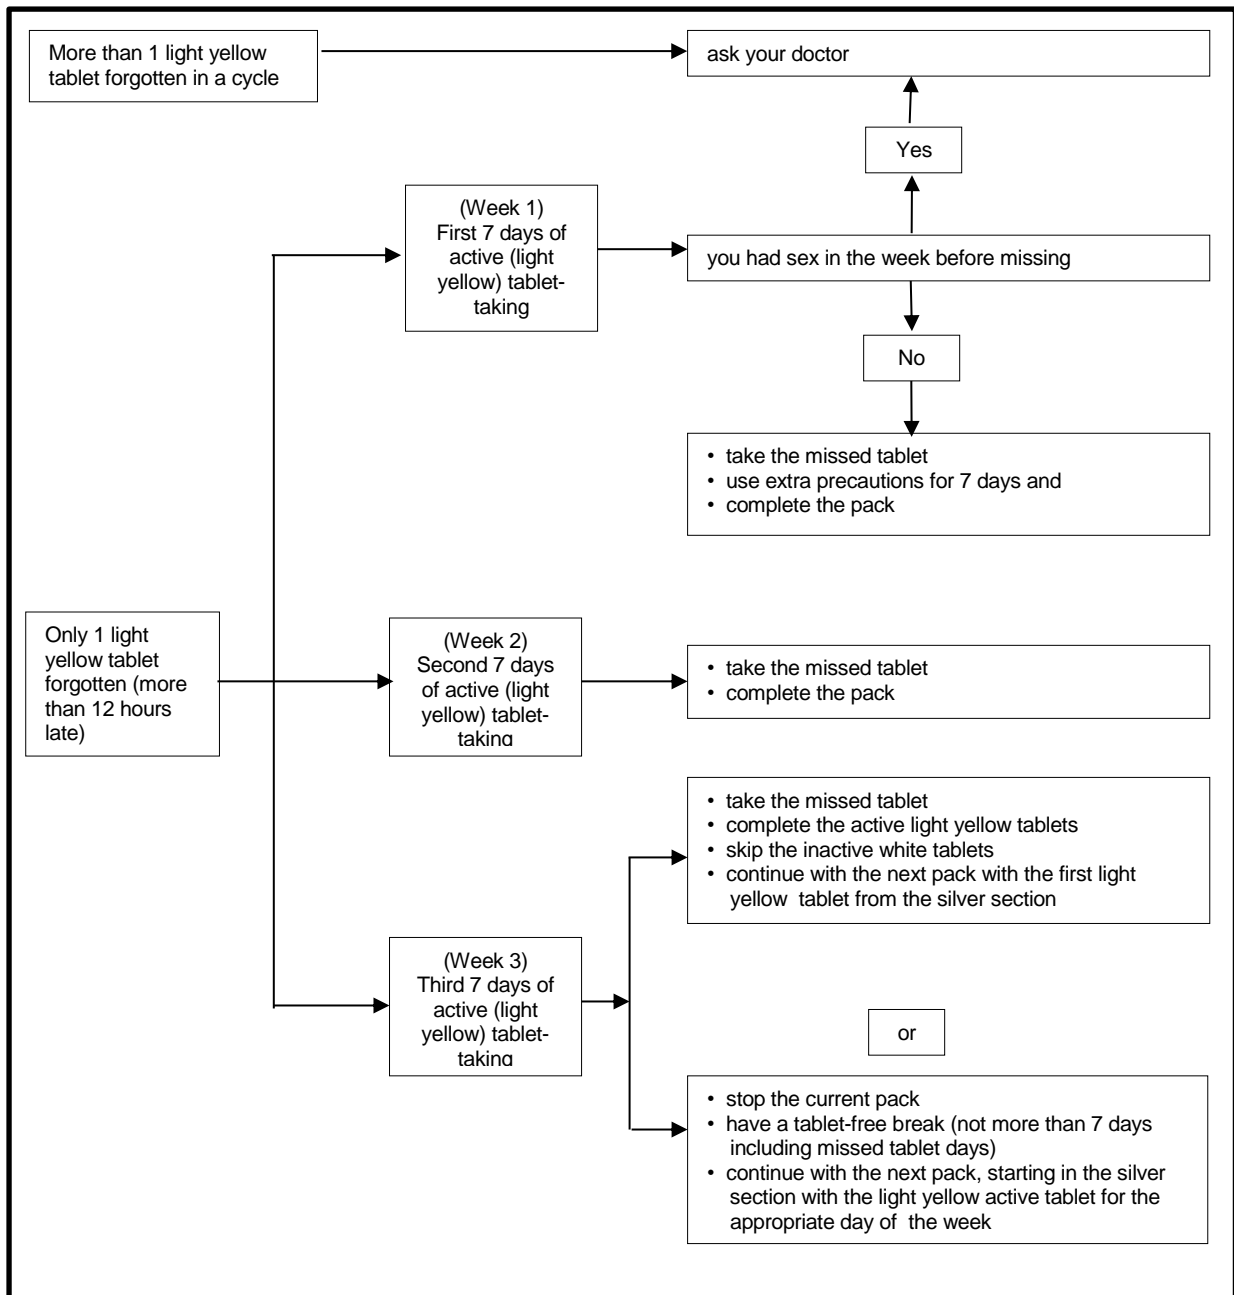 More than 1 light yellow
tablet forgotten in a cycle
ask your doctor
Yes
(Week 1)
First 7 days of
active (light
yellow) tablet-
taking
you had sex in the week before missing
No
• take the missed tablet
• use extra precautions for 7 days and
• complete the pack
Only 1 light
yellow tablet
forgotten (more
than 12 hours
late)
(Week 2)
Second 7 days
of active (light
yellow) tablet-
taking
• take the missed tablet
• complete the pack
• take the missed tablet
• complete the active light yellow tablets
• skip the inactive white tablets
• continue with the next pack with the first light
yellow tablet from the silver section
(Week 3)
Third 7 days of
active (light
yellow) tablet-
taking
or
• stop the current pack
• have a tablet-free break (not more than 7 days
including missed tablet days)
• continue with the next pack, starting in the silver
section with the light yellow active tablet for the
appropriate day of the week